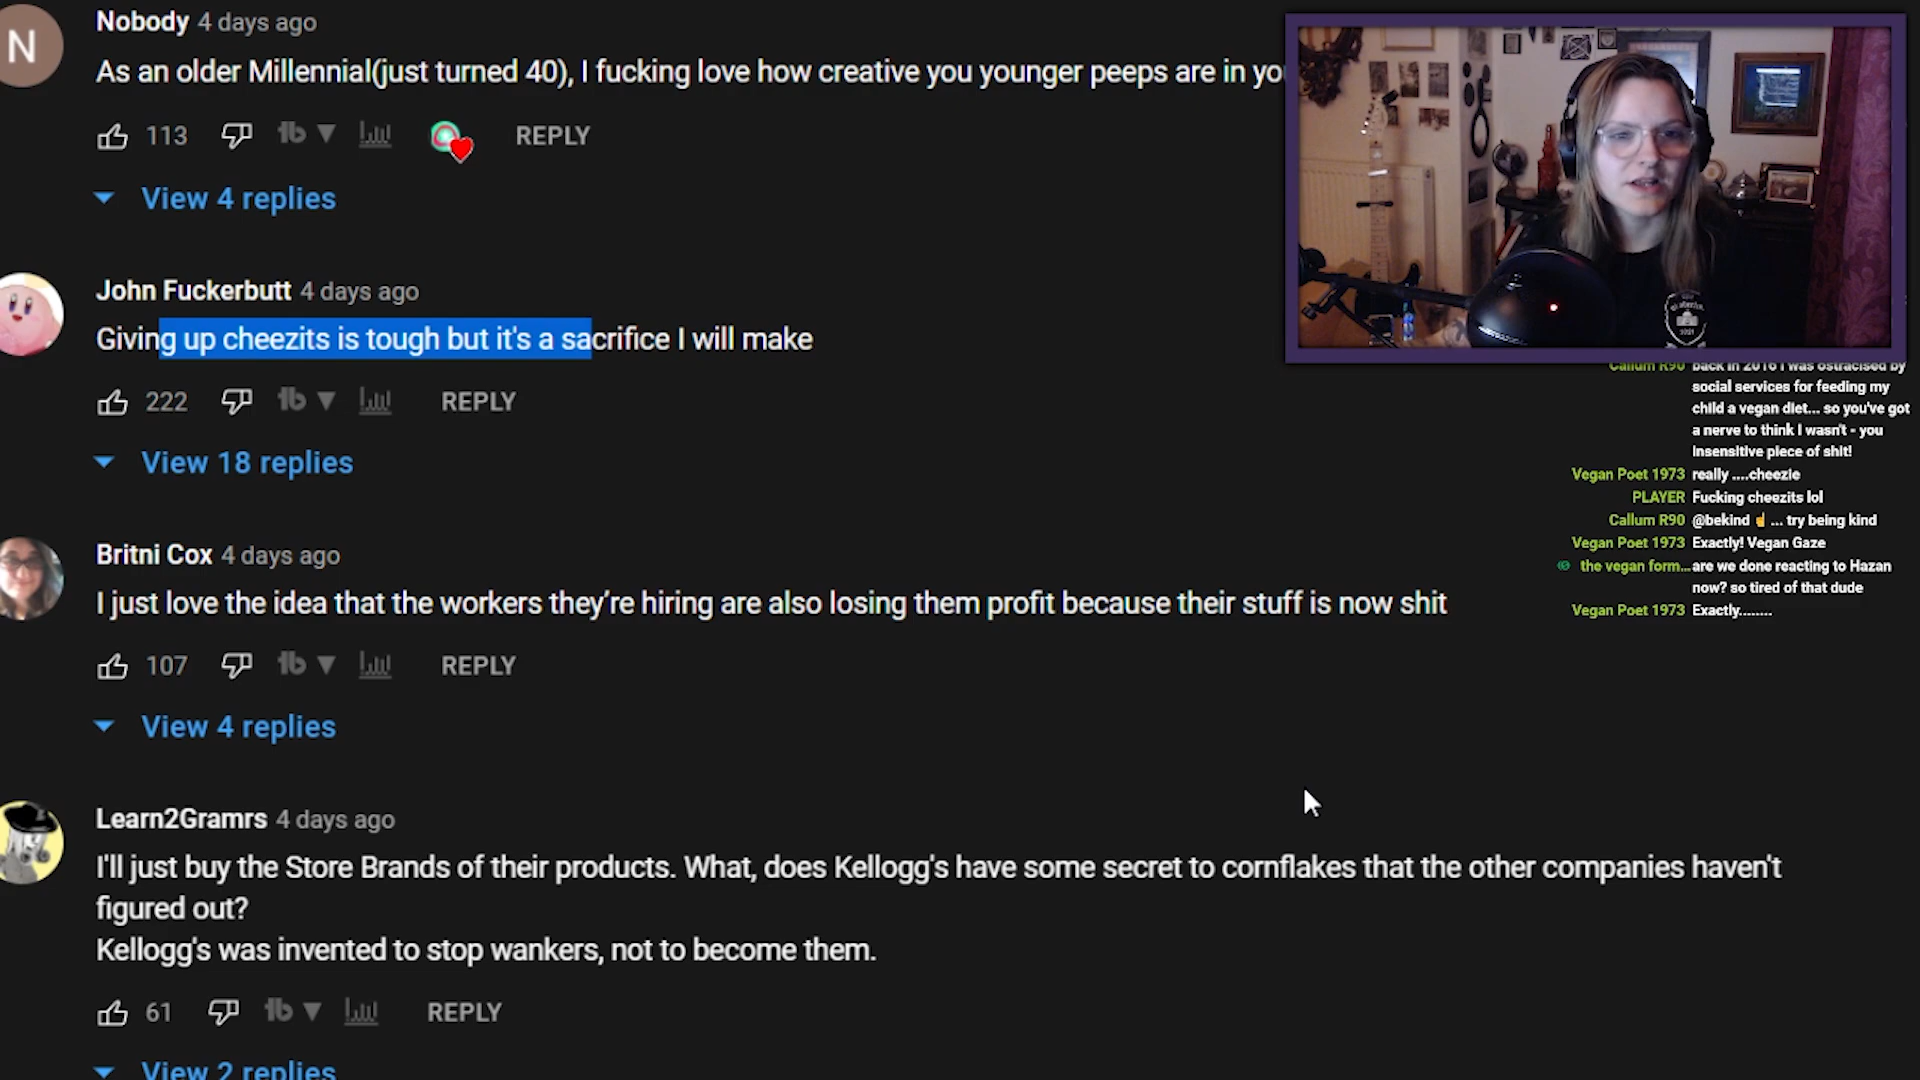 N
Nobody 4 days ago
As an older Millennial(just turned 40), I fucking love how creative you younger peeps are in
113 REPLY
View 4 replies
John Fuckerbutt 4 days ago
Giving up cheezits is tough but it's a sacrifice I will make
222 REPLY
View 18 replies
Britni Cox 4 days ago
I just love the idea that the workers they’re hiring are also losing them profit because their stuff is now shit
107 REPLY
View 4 replies
Learn2Gramrs 4 days ago
I'll just buy the Store Brands of their products. What, does Kellogg's have some secret to cornflakes that the other companies haven't
figured out?
Kellogg's was invented to stop wankers, not to become them.
61 REPLY
View 2 replies
Callum R90 back in 2016 I was ostracised by
social services for feeding my
child a vegan diet... so you've got
a nerve to think I wasn't - you
insensitive piece of shit!
Vegan Poet 1973 really ....cheezie
PLAYER Fucking cheezits lol
Callum R90 @bekind ☝ ... try being kind
Vegan Poet 1973 Exactly! Vegan Gaze
the vegan form... are we done reacting to Hazan
now? so tired of that dude
Vegan Poet 1973 Exactly........